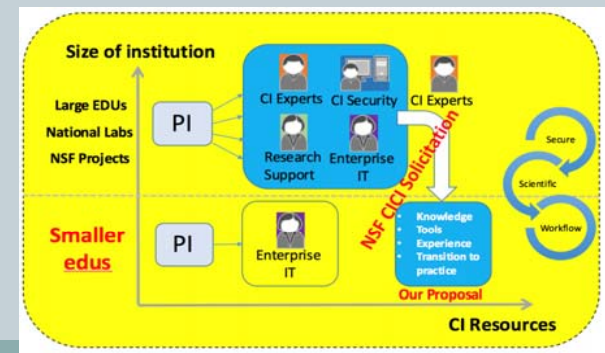 Size of institution
Large EDUs
National Labs
NSF Projects
PI
CI Experts
CI Security
CI Experts
Research
Support
Enterprise
IT
NSF CICI Solicitation
Secure
Scientific
Workflow
Smaller
edus
PI
Enterprise
IT
• Knowledge
• Tools
• Experience
• Transition to
practice
Our Proposal
CI Resources